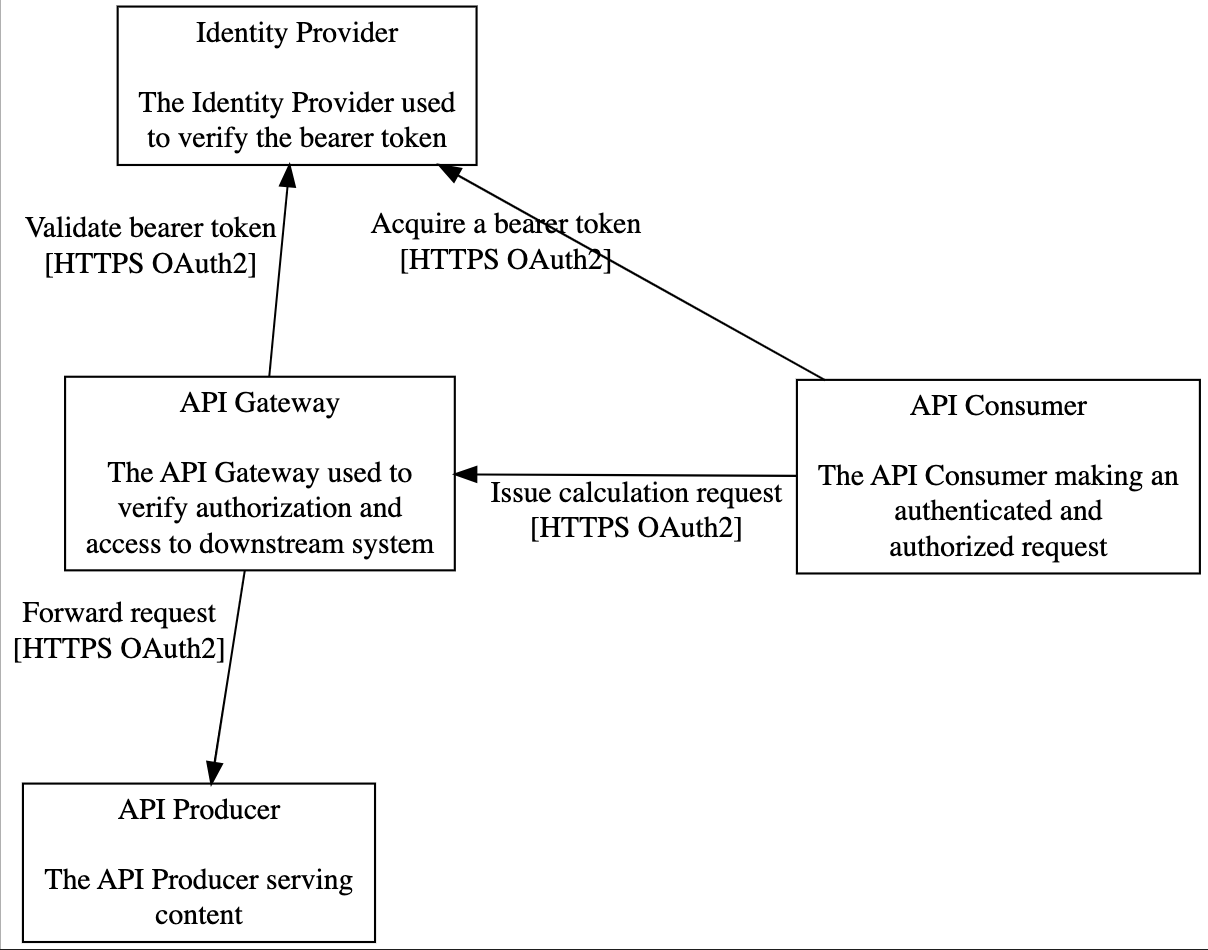 Identity Provider
The Identity Provider used
to verify the bearer token
Validate bearer token
[HTTPS OAuth2]
Acquire a bearer token
[HTTPS OAuth2]
API Gateway
The API Gateway used to
verify authorization and
access to downstream system
Issue calculation request
[HTTPS OAuth2]
API Consumer
The API Consumer making an
authenticated and
authorized request
Forward request
[HTTPS OAuth2]
API Producer
The API Producer serving
content